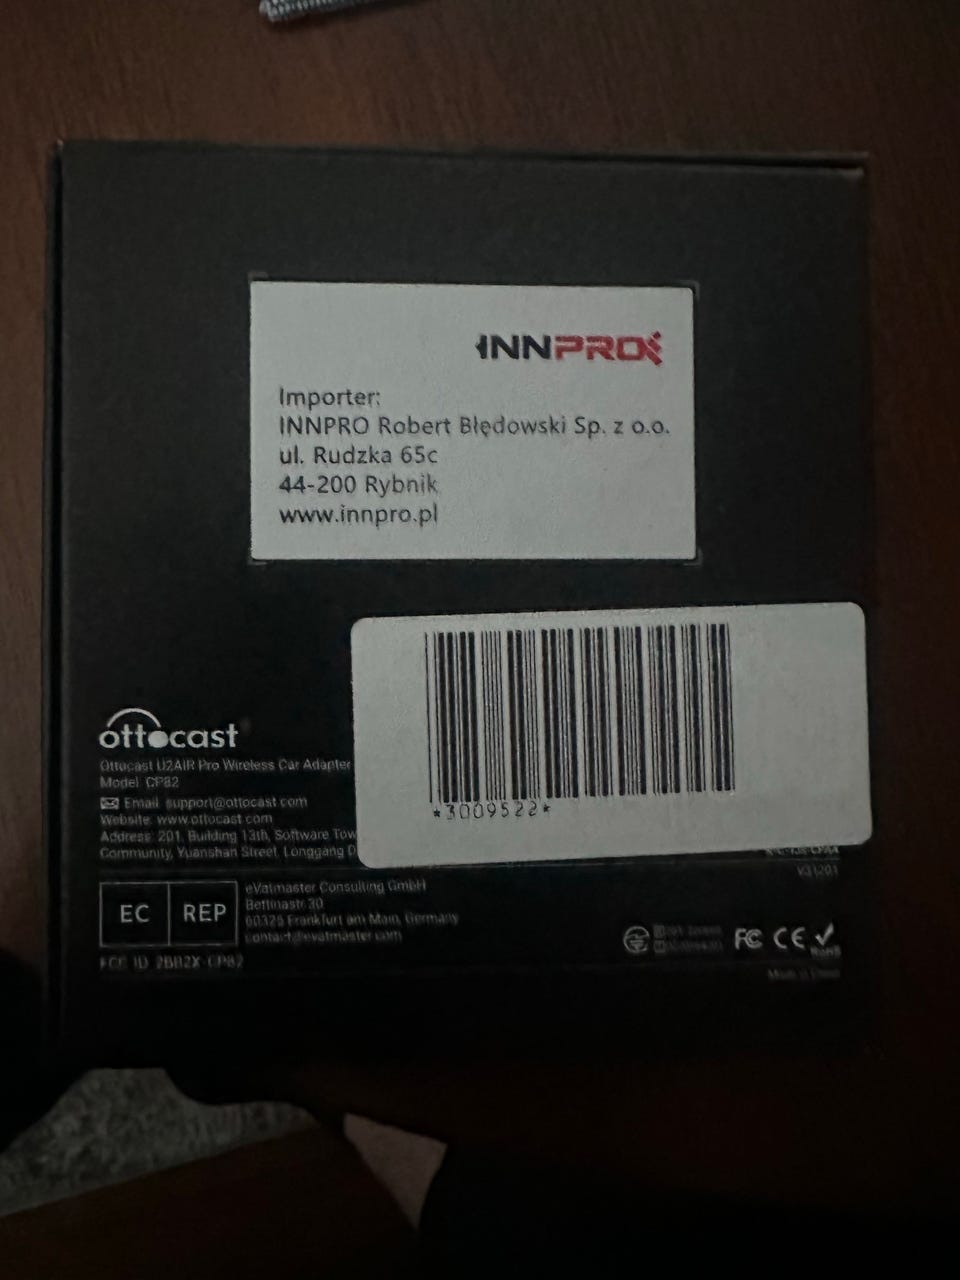 INNPRO
Importer:
INNPRO Robert Błędowski Sp. z o.o.
ul. Rudzka 65c
44-200 Rybnik
www.innpro.pl
*3009522*
ottocast
Ottocast U2AIR Pro Wireless Car Adapter
Model: CP82
Email: support@ottocast.com
Website: www.ottocast.com
Address: 201, Building 13th, Software Tow
Community, Yuanshan Street, Longgang D
V31201
EC REP
eVatmaster Consulting GmbH
Bettinastr. 30
60325 Frankfurt am Main, Germany
contact@evatmaster.com
FCC ID: 2BB2X-CP82
FC CE RoHS
Made in China